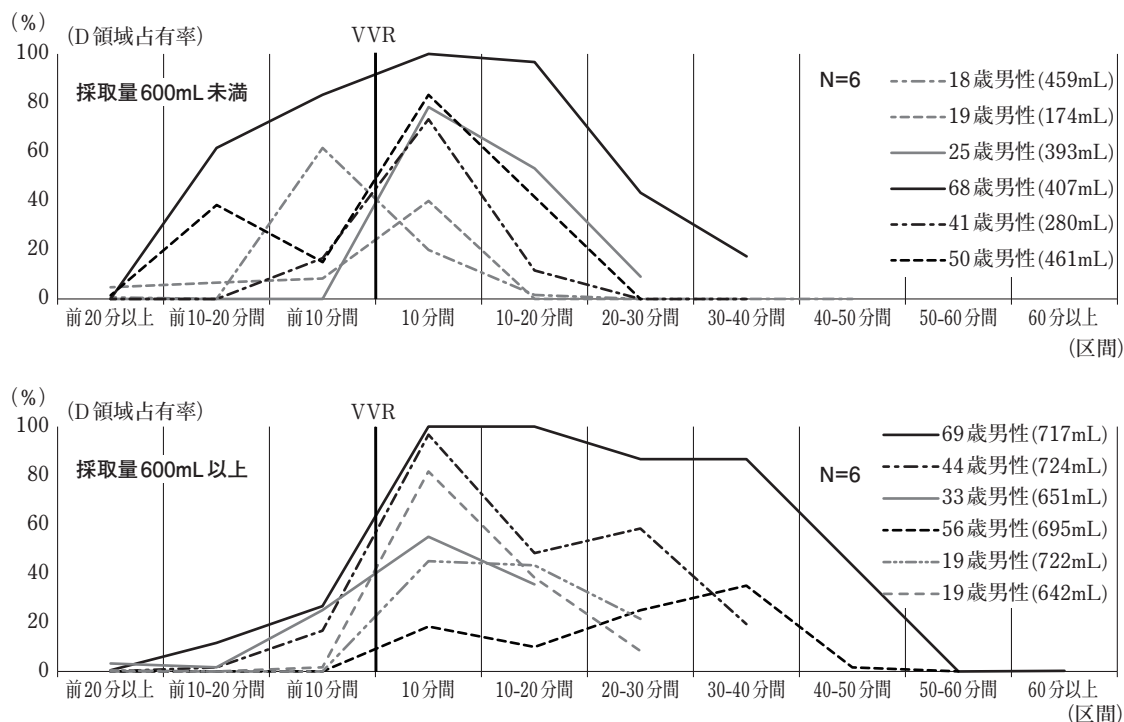 (%)
(D領域占有率)
VVR
100
80
60
40
20
0
採取量600mL未満
N=6
18歳男性(459mL)
19歳男性(174mL)
25歳男性(393mL)
68歳男性(407mL)
41歳男性(280mL)
50歳男性(461mL)
前20分以上 前10-20分間 前10分間 10分間 10-20分間 20-30分間 30-40分間 40-50分間 50-60分間 60分以上
(区間)
(%)
(D領域占有率)
VVR
100
80
60
40
20
0
採取量600mL以上
N=6
69歳男性(717mL)
44歳男性(724mL)
33歳男性(651mL)
56歳男性(695mL)
19歳男性(722mL)
19歳男性(642mL)
前20分以上 前10-20分間 前10分間 10分間 10-20分間 20-30分間 30-40分間 40-50分間 50-60分間 60分以上
(区間)